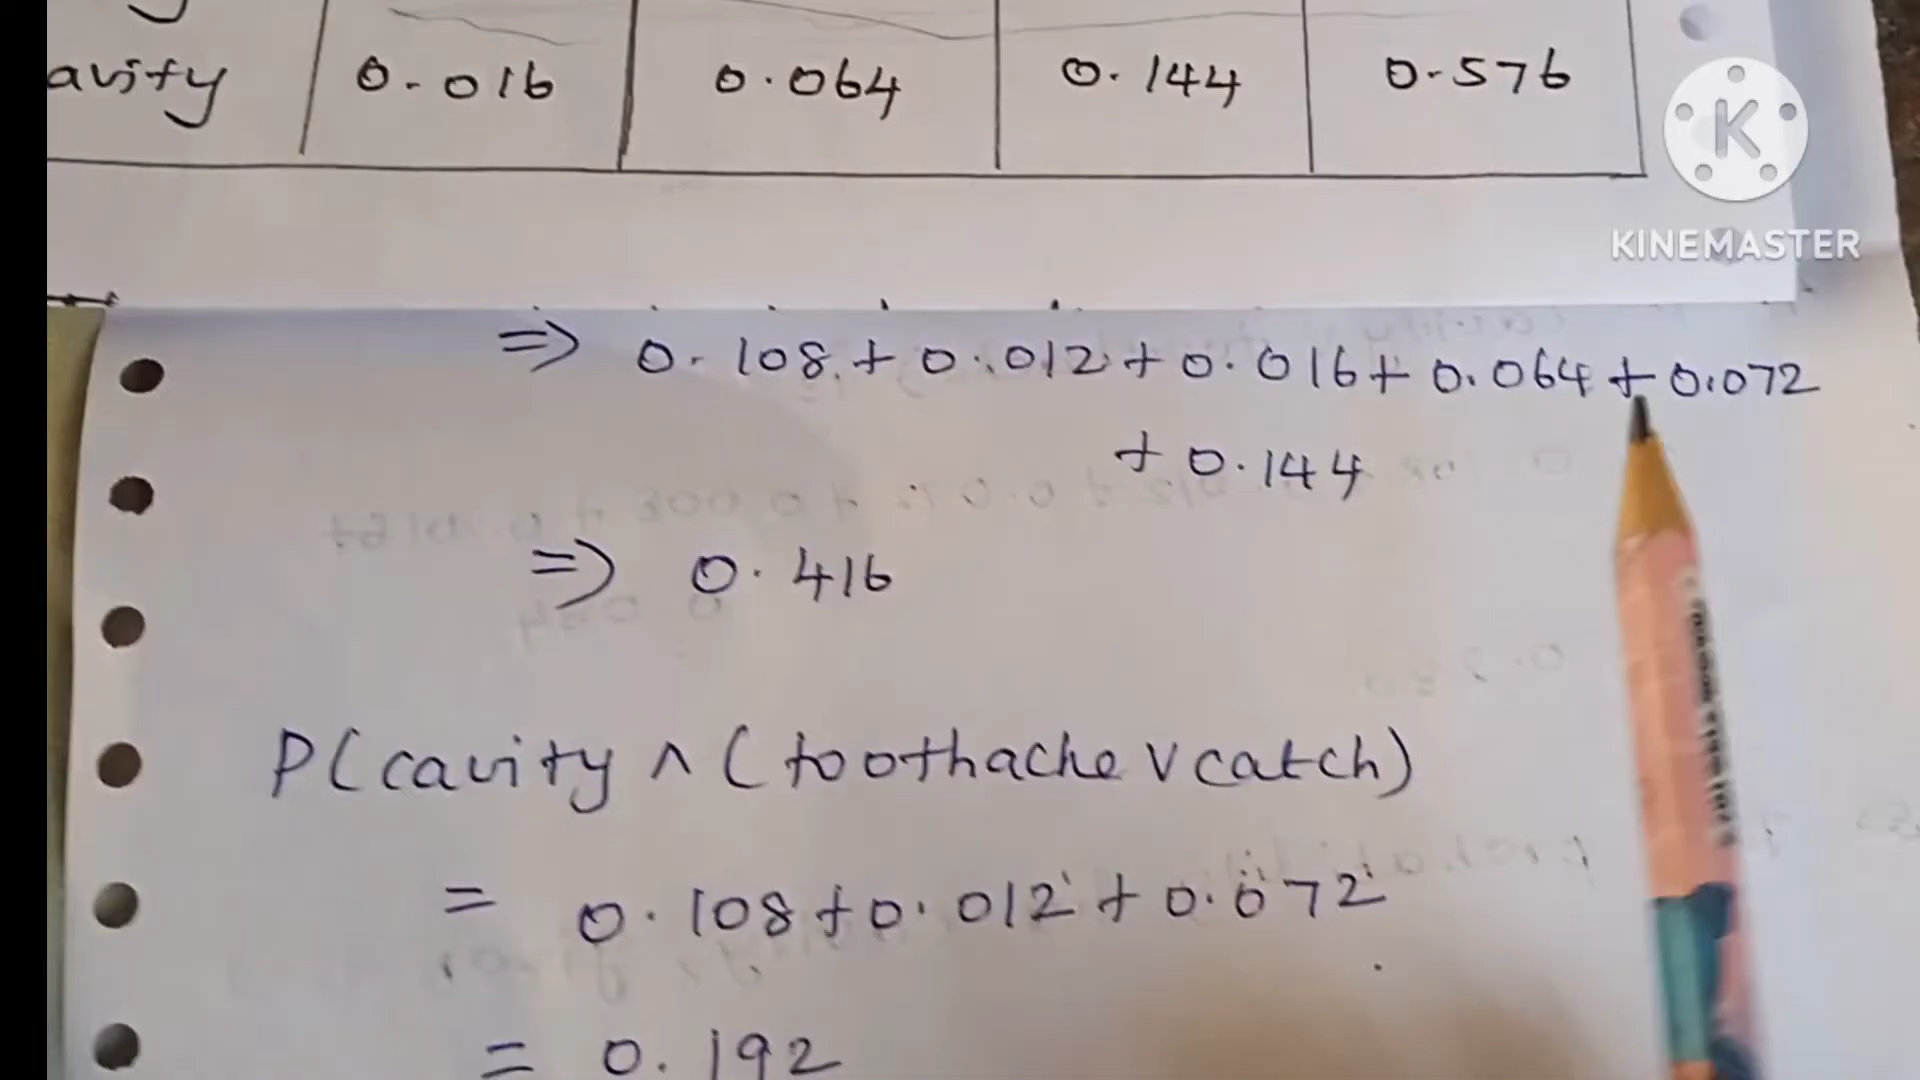 avity 0.016 0.064 0.144 0.576
KINEMASTER
=> 0.108 + 0.012 + 0.016 + 0.064 + 0.072
+ 0.144
=> 0.416
P(cavity ∧ (toothache ∨ catch)
= 0.108 + 0.012 + 0.072
= 0.192